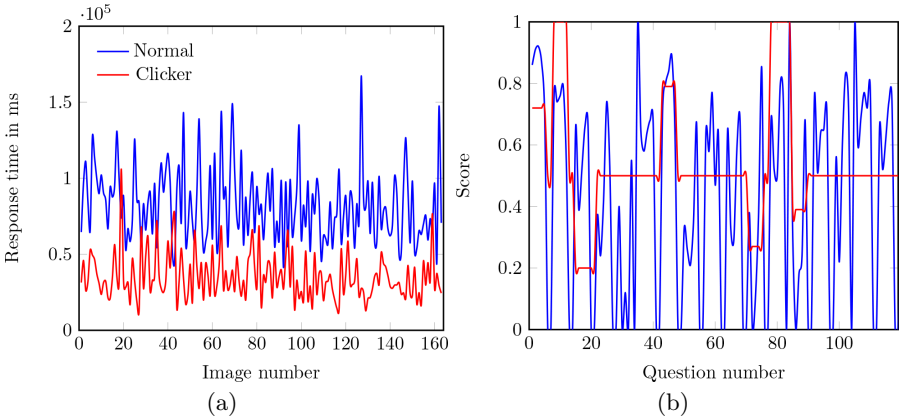 ·10⁵
2
1.5
1
0.5
0
0 20 40 60 80 100 120 140 160
Response time in ms
Image number
Normal
Clicker
(a)
1
0.8
0.6
0.4
0.2
0
0 20 40 60 80 100
Score
Question number
(b)